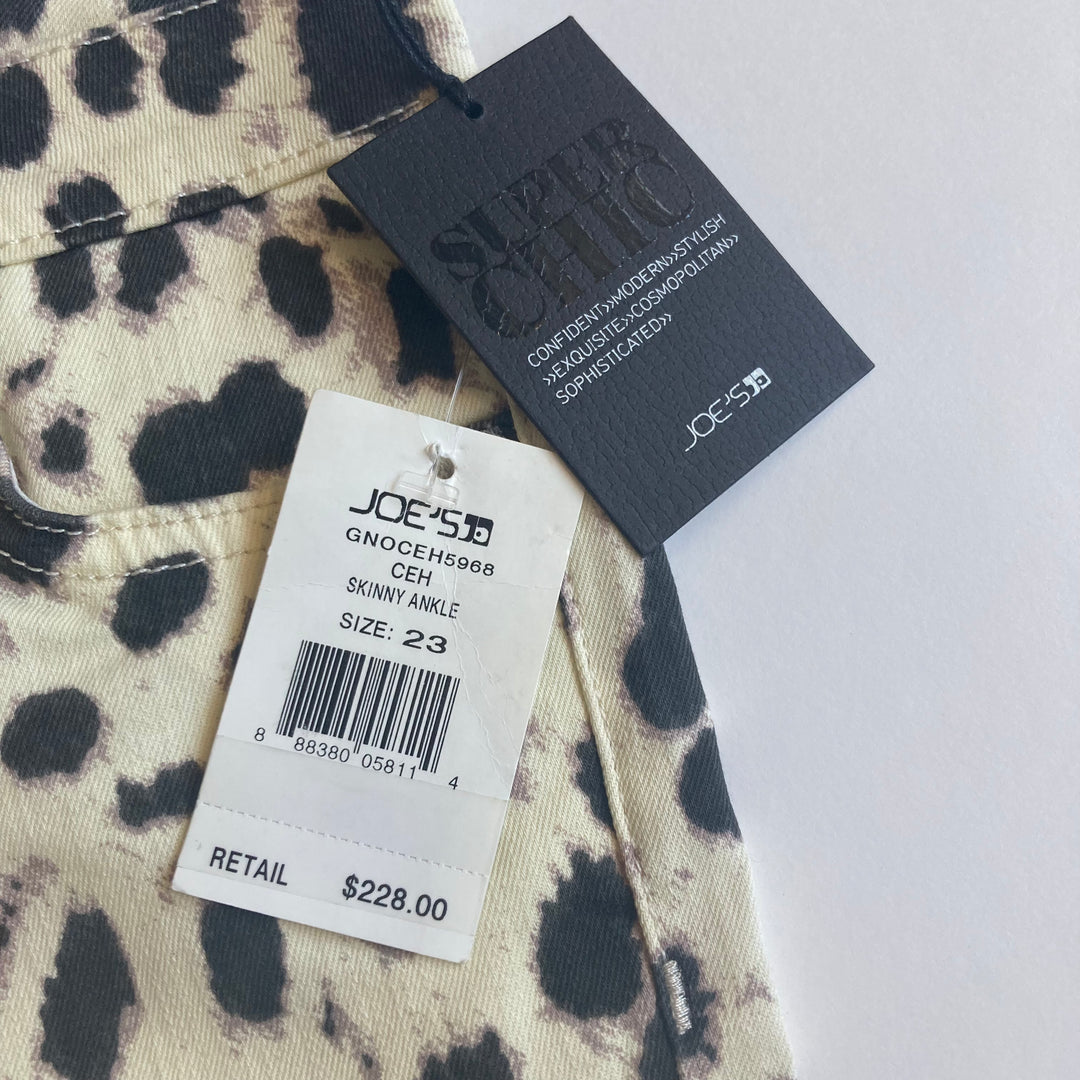 SUPER
CHIC
CONFIDENT››MODERN››STYLISH
››EXQUISITE››COSMOPOLITAN››
SOPHISTICATED››
JOE'S
JOE'S
GNOCEH5968
CEH
SKINNY ANKLE
SIZE: 23
8 88380 05811 4
RETAIL $228.00